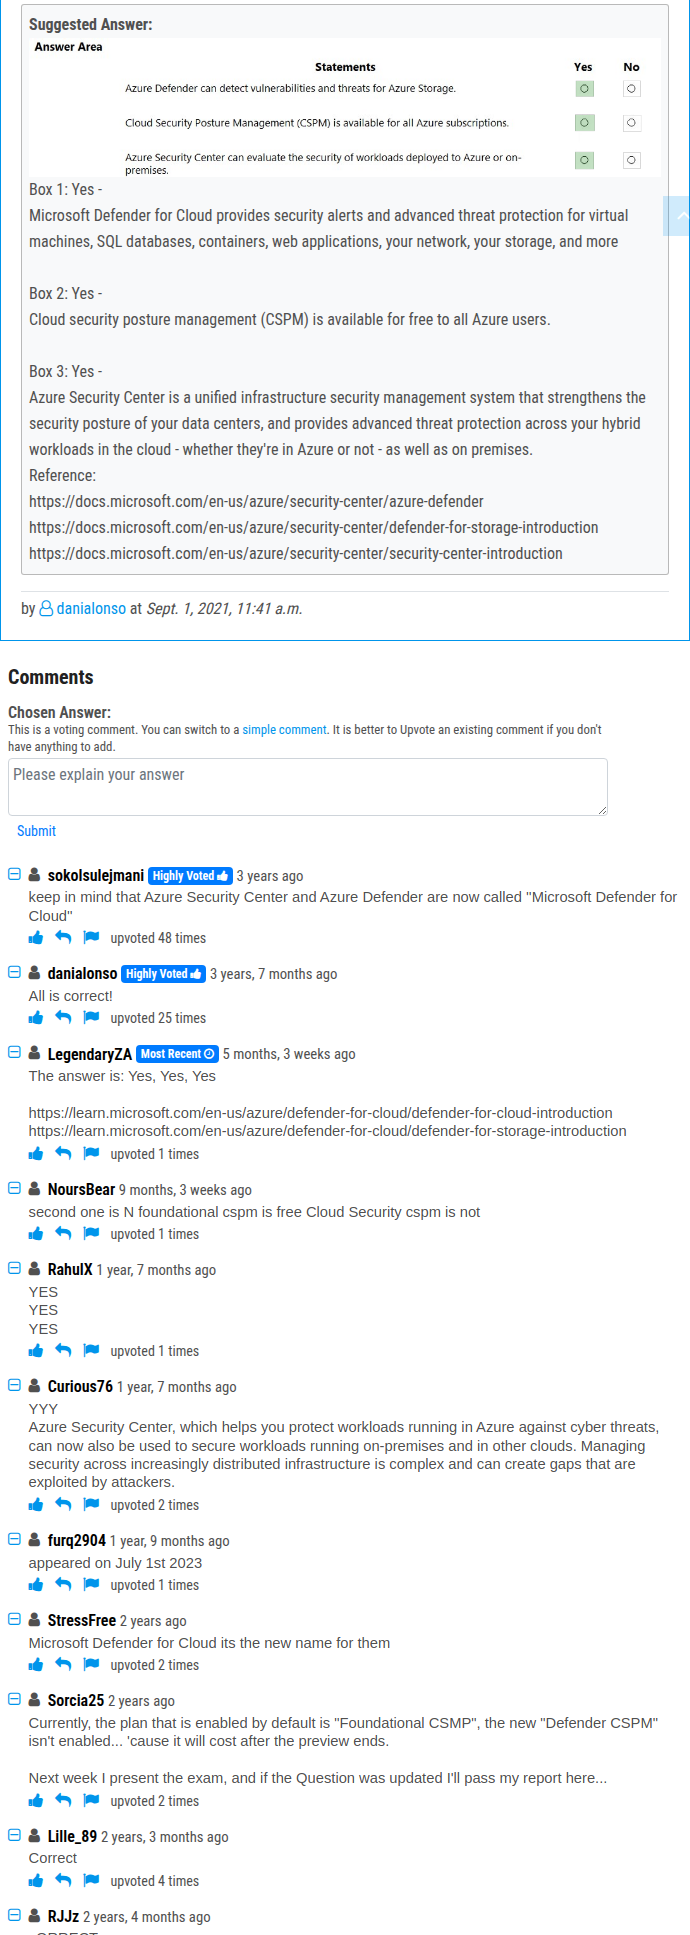 Suggested Answer:
Answer Area
Statements Yes No
Azure Defender can detect vulnerabilities and threats for Azure Storage.
Cloud Security Posture Management (CSPM) is available for all Azure subscriptions.
Azure Security Center can evaluate the security of workloads deployed to Azure or on-
premises.
Box 1: Yes -
Microsoft Defender for Cloud provides security alerts and advanced threat protection for virtual
machines, SQL databases, containers, web applications, your network, your storage, and more
Box 2: Yes -
Cloud security posture management (CSPM) is available for free to all Azure users.
Box 3: Yes -
Azure Security Center is a unified infrastructure security management system that strengthens the
security posture of your data centers, and provides advanced threat protection across your hybrid
workloads in the cloud - whether they're in Azure or not - as well as on premises.
Reference:
https://docs.microsoft.com/en-us/azure/security-center/azure-defender
https://docs.microsoft.com/en-us/azure/security-center/defender-for-storage-introduction
https://docs.microsoft.com/en-us/azure/security-center/security-center-introduction
by danialonso at Sept. 1, 2021, 11:41 a.m.
Comments
Chosen Answer:
This is a voting comment. You can switch to a simple comment. It is better to Upvote an existing comment if you don't
have anything to add.
Please explain your answer
Submit
sokolsulejmani Highly Voted 3 years ago
keep in mind that Azure Security Center and Azure Defender are now called "Microsoft Defender for
Cloud"
upvoted 48 times
danialonso Highly Voted 3 years, 7 months ago
All is correct!
upvoted 25 times
LegendaryZA Most Recent 5 months, 3 weeks ago
The answer is: Yes, Yes, Yes
https://learn.microsoft.com/en-us/azure/defender-for-cloud/defender-for-cloud-introduction
https://learn.microsoft.com/en-us/azure/defender-for-cloud/defender-for-storage-introduction
upvoted 1 times
NoursBear 9 months, 3 weeks ago
second one is N foundational cspm is free Cloud Security cspm is not
upvoted 1 times
RahulX 1 year, 7 months ago
YES
YES
YES
upvoted 1 times
Curious76 1 year, 7 months ago
YYY
Azure Security Center, which helps you protect workloads running in Azure against cyber threats,
can now also be used to secure workloads running on-premises and in other clouds. Managing
security across increasingly distributed infrastructure is complex and can create gaps that are
exploited by attackers.
upvoted 2 times
furq2904 1 year, 9 months ago
appeared on July 1st 2023
upvoted 1 times
StressFree 2 years ago
Microsoft Defender for Cloud its the new name for them
upvoted 2 times
Sorcia25 2 years ago
Currently, the plan that is enabled by default is "Foundational CSMP", the new "Defender CSPM"
isn't enabled... 'cause it will cost after the preview ends.
Next week I present the exam, and if the Question was updated I'll pass my report here...
upvoted 2 times
Lille_89 2 years, 3 months ago
Correct
upvoted 4 times
RJJz 2 years, 4 months ago